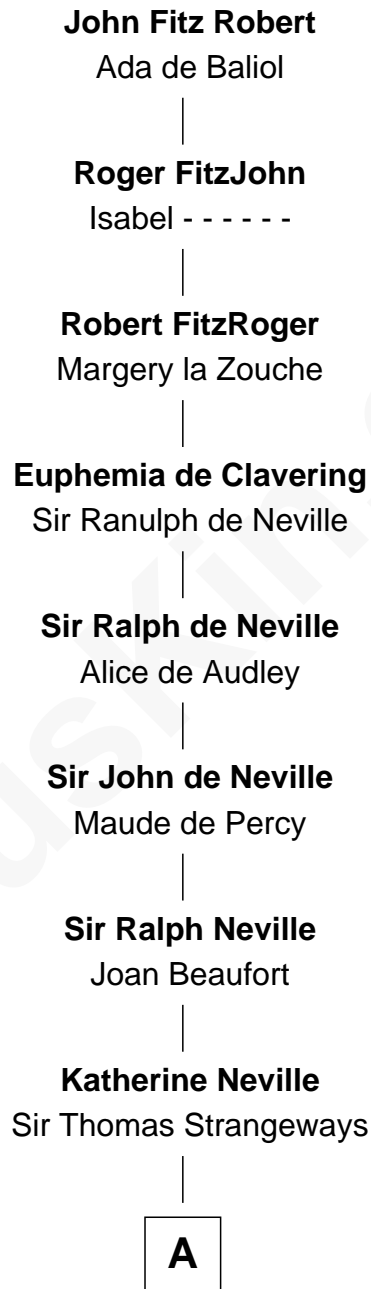 John Fitz Robert
Ada de Baliol
Roger FitzJohn
Isabel - - - - - -
Robert FitzRoger
Margery la Zouche
Euphemia de Clavering
Sir Ranulph de Neville
Sir Ralph de Neville
Alice de Audley
Sir John de Neville
Maude de Percy
Sir Ralph Neville
Joan Beaufort
Katherine Neville
Sir Thomas Strangeways
A